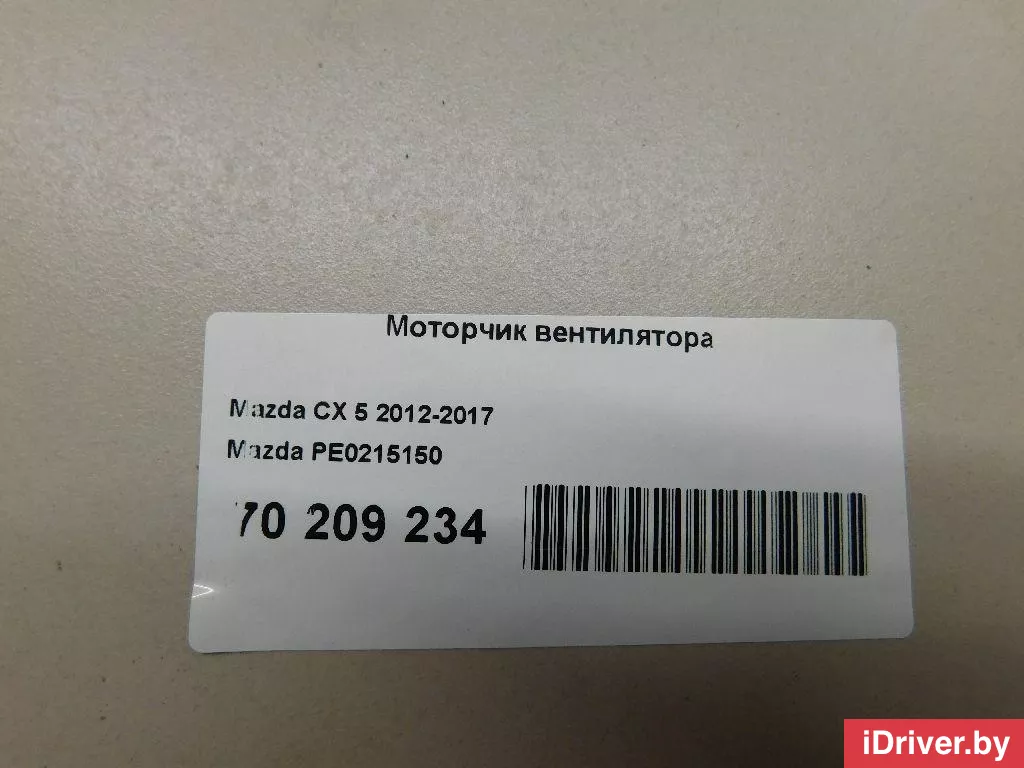 Моторчик вентилятора
Mazda CX 5 2012-2017
Mazda PE0215150
70 209 234
iDriver.by